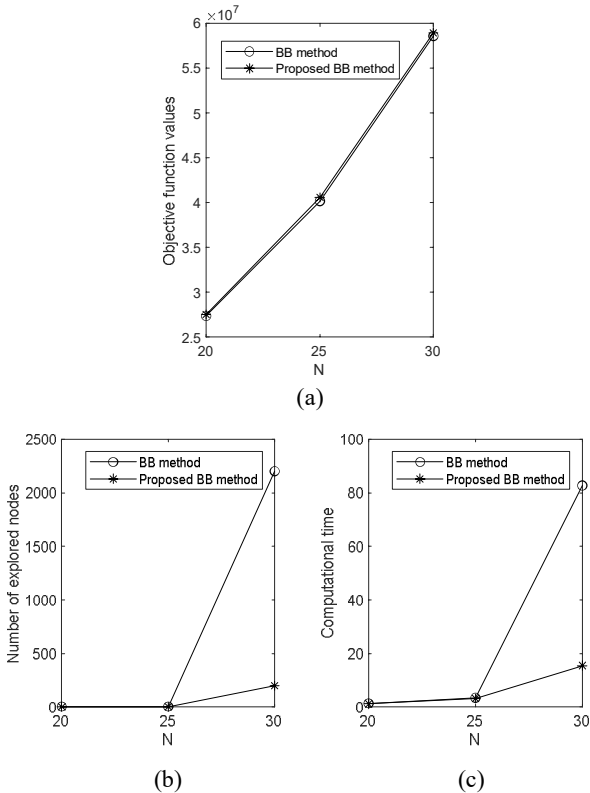 ×10⁷
6
5.5
5
4.5
4
3.5
3
2.5
20
25
30
N
Objective function values
BB method
Proposed BB method
(a)
2500
2000
1500
1000
500
0
20
25
30
N
Number of explored nodes
BB method
Proposed BB method
(b)
100
80
60
40
20
0
20
25
30
N
Computational time
BB method
Proposed BB method
(c)